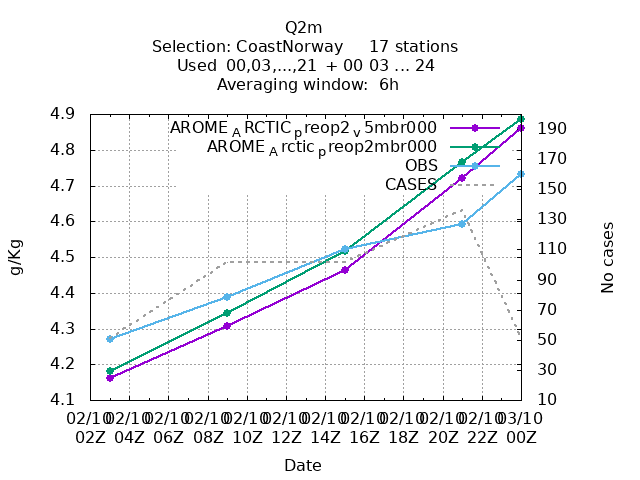 Q2m
Selection: CoastNorway 17 stations
Used 00,03,...,21 + 00 03 ... 24
Averaging window: 6h
AROME_ARCTIC_preop2_v5mbr000
AROME_Arctic_preop2mbr000
OBS
CASES
4.9
4.8
4.7
4.6
4.5
4.4
4.3
4.2
4.1
g/Kg
190
170
150
130
110
90
70
50
30
10
No cases
02/10 02/10 02/10 02/10 02/10 02/10 02/10 02/10 02/10 02/10 02/10 03/10
02Z 04Z 06Z 08Z 10Z 12Z 14Z 16Z 18Z 20Z 22Z 00Z
Date